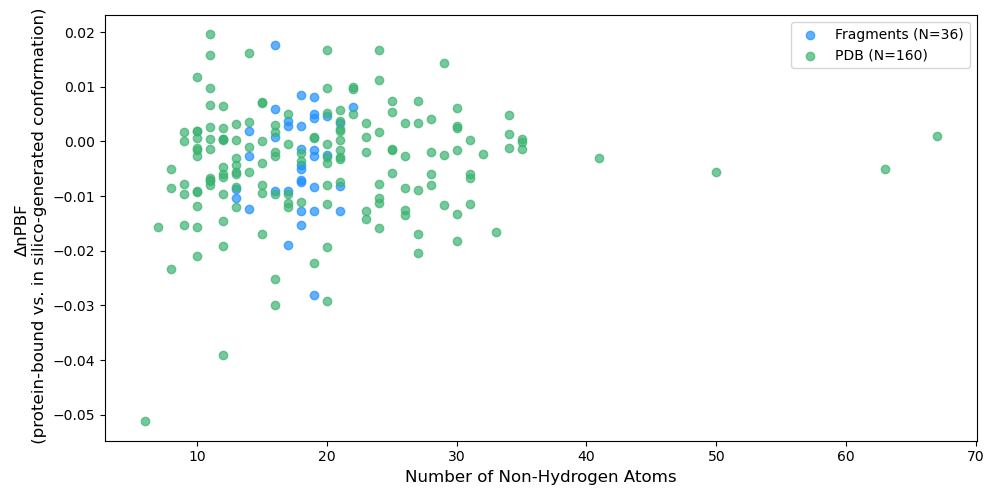 Fragments (N=36)
PDB (N=160)
0.02
0.01
0.00
−0.01
−0.02
−0.03
−0.04
−0.05
ΔnPBF
(protein-bound vs. in silico-generated conformation)
10 20 30 40 50 60 70
Number of Non-Hydrogen Atoms